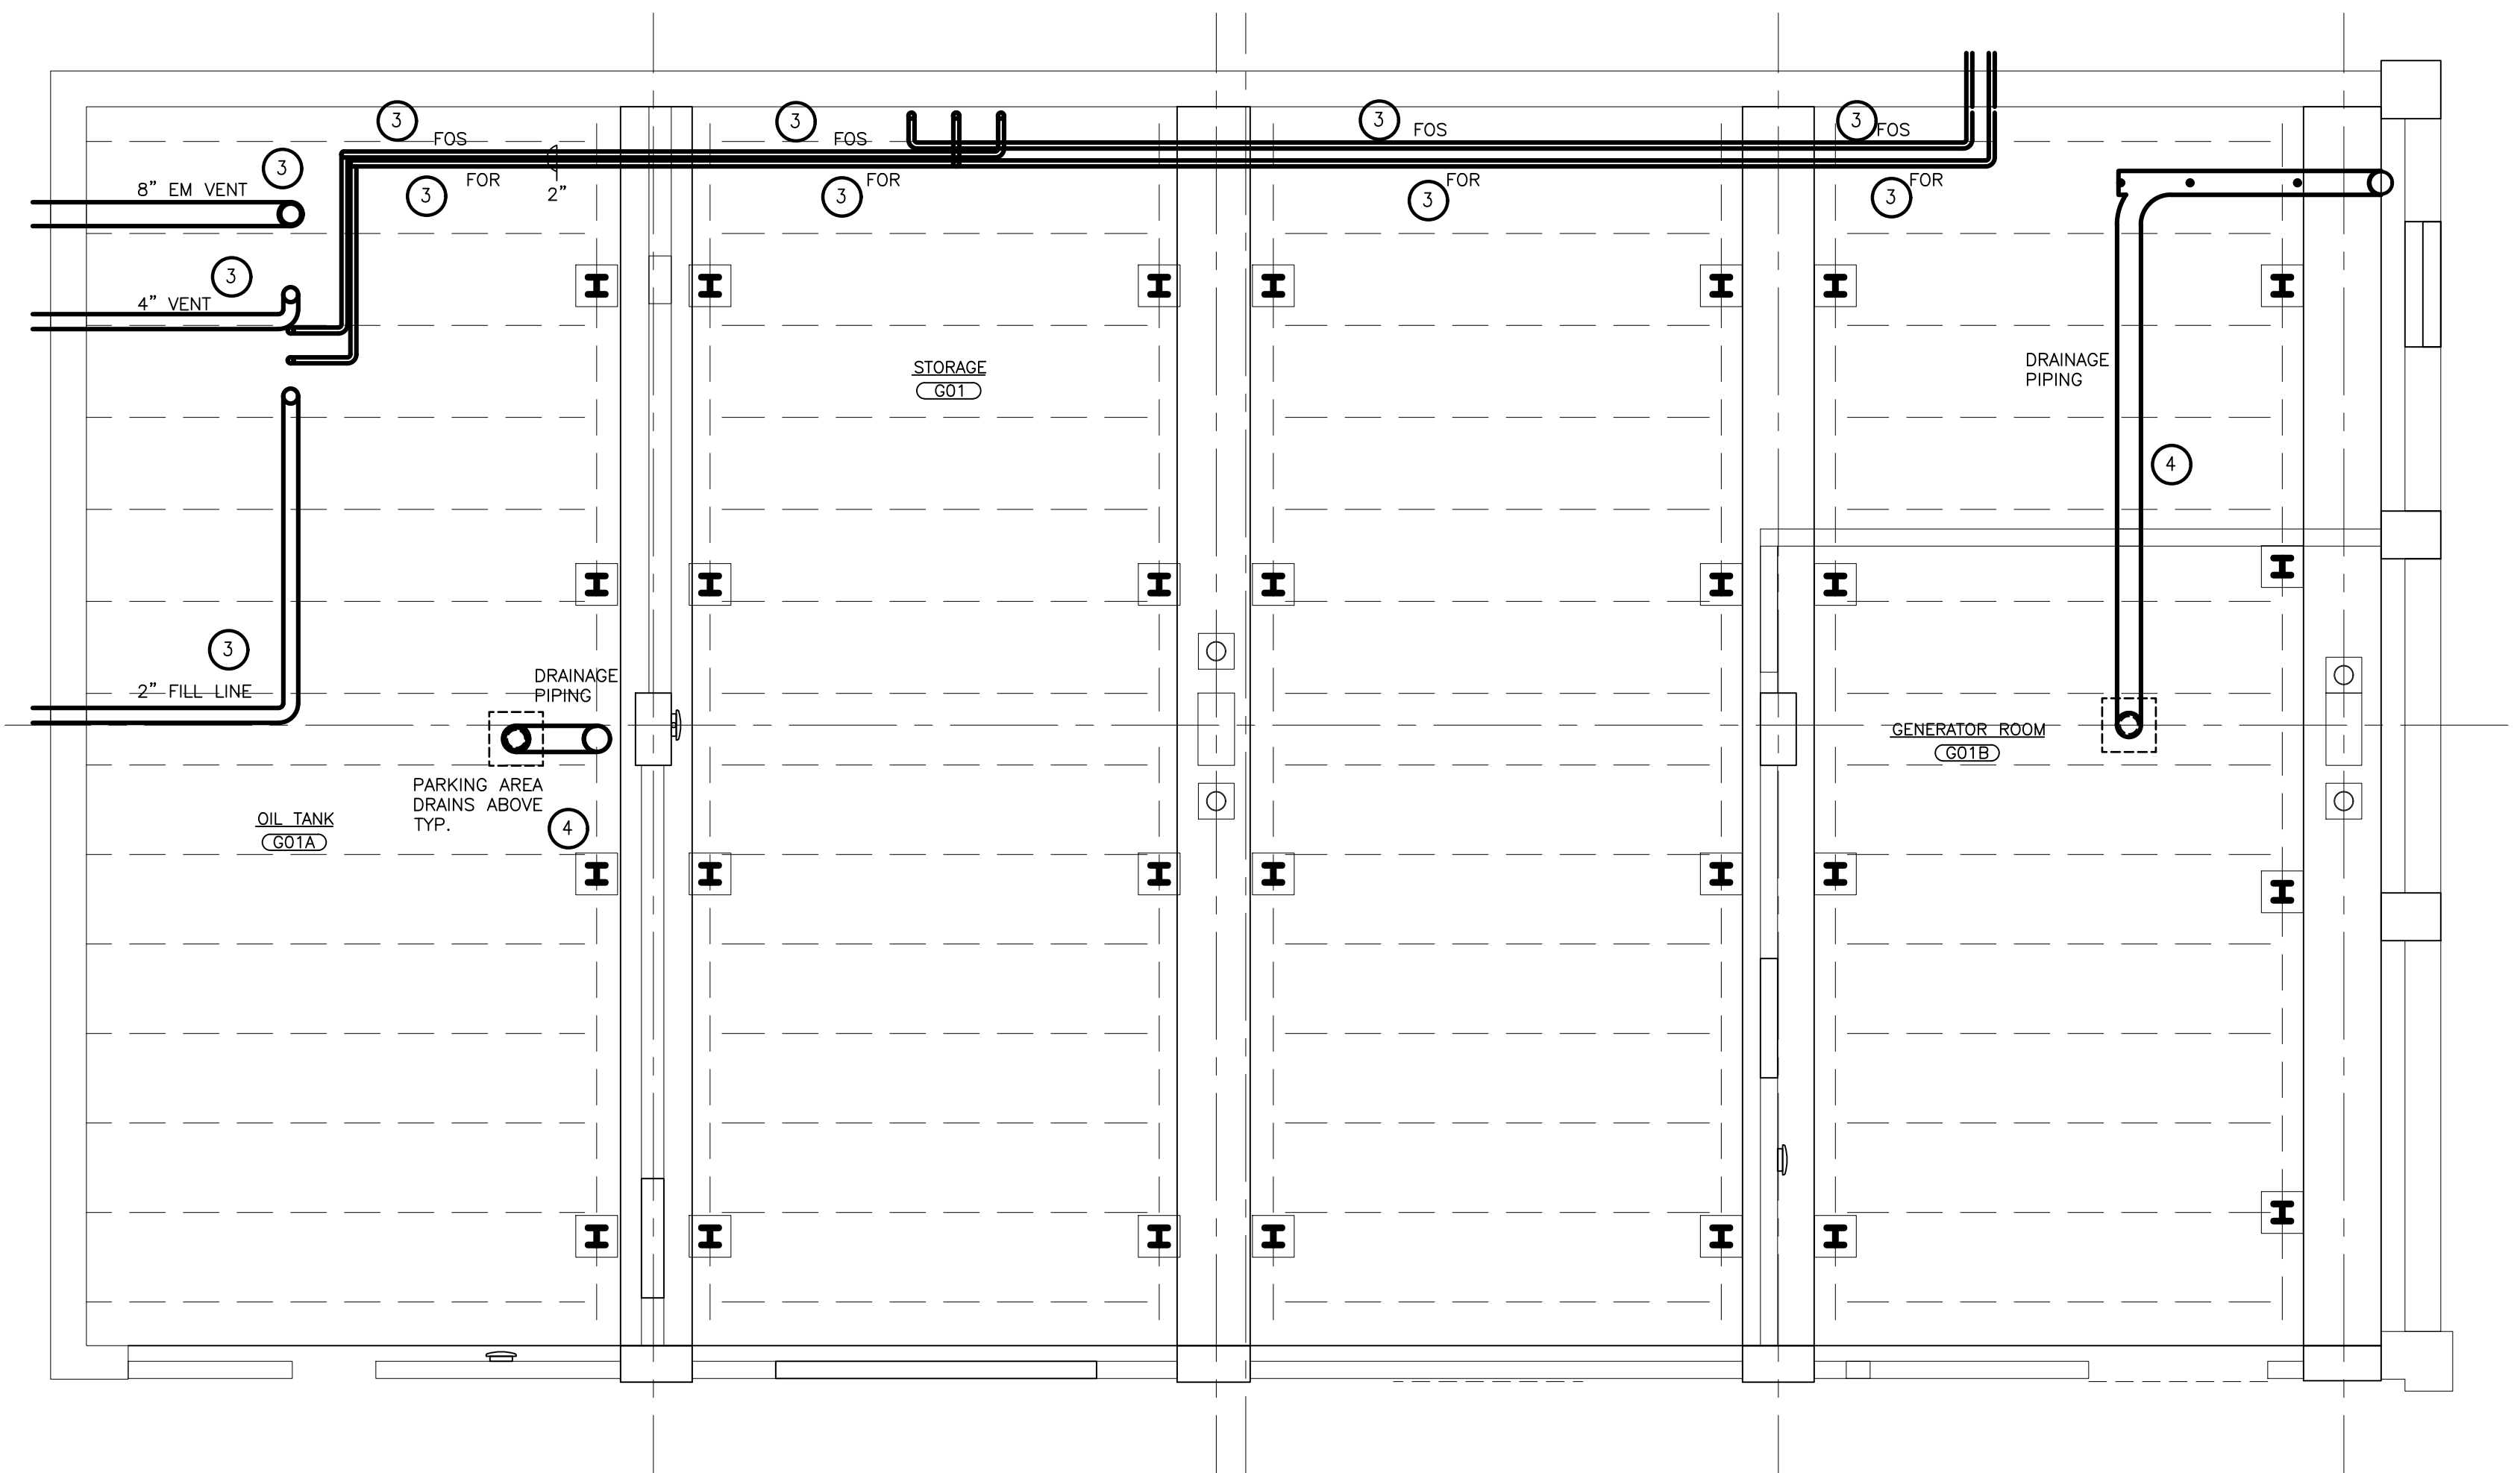 3
3
3
3
FOS
FOS
FOS
FOS
3
8” EM VENT
FOR
FOR
FOR
FOR
3
3
3
3
2”
3
4” VENT
STORAGE
G01
DRAINAGE
PIPING
4
3
2” FILL LINE
DRAINAGE
PIPING
GENERATOR ROOM
G01B
PARKING AREA
DRAINS ABOVE
TYP.
4
OIL TANK
G01A